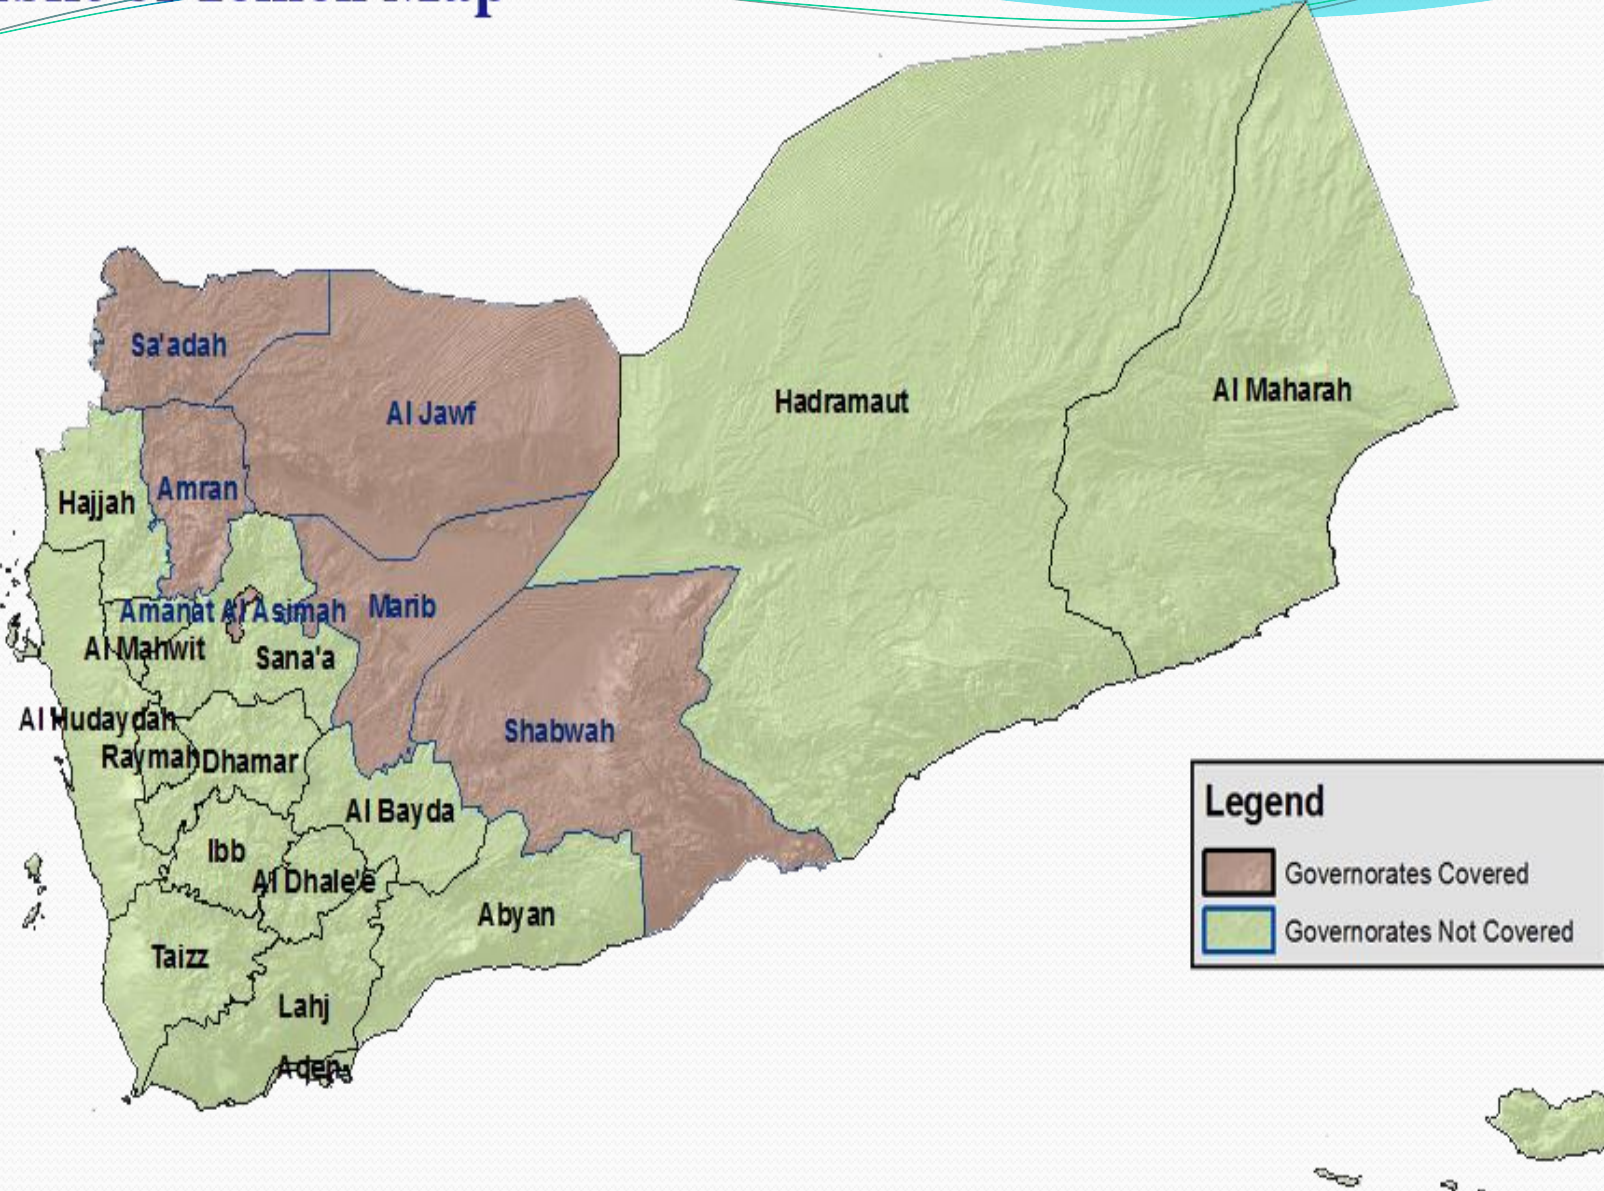 Map
Sa'adah
Al Jawf
Hadramaut
Al Maharah
Amran
Hajjah
Amanat Al Asimah
Marib
Al Mahwit
Sana'a
Al Hudaydah
Shabwah
Raymah
Dhamar
Al Bayda
Ibb
Al Dhale'e
Abyan
Taizz
Lahj
Aden
Legend
Governorates Covered
Governorates Not Covered